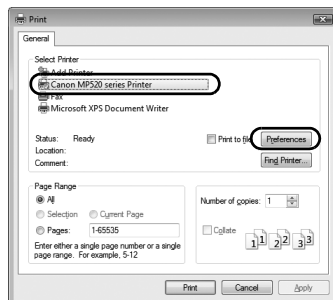 Print
General
Select Printer
Add Printer
Canon MP520 series Printer
Fax
Microsoft XPS Document Writer
Status: Ready
Location:
Comment:
Print to file
Preferences
Find Printer...
Page Range
All
Selection Current Page
Pages: 1-65535
Enter either a single page number or a single
page range. For example, 5-12
Number of copies: 1
Collate
1 1 2 2 3 3
Print Cancel Apply